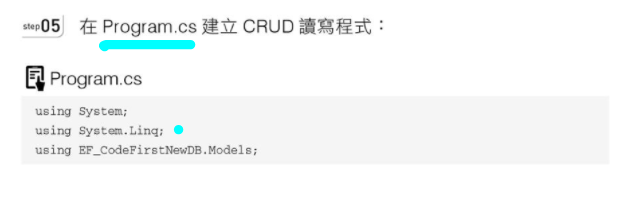 step05 在 Program.cs 建立 CRUD 讀寫程式：
Program.cs
using System;
using System.Linq;
using EF_CodeFirstNewDB.Models;